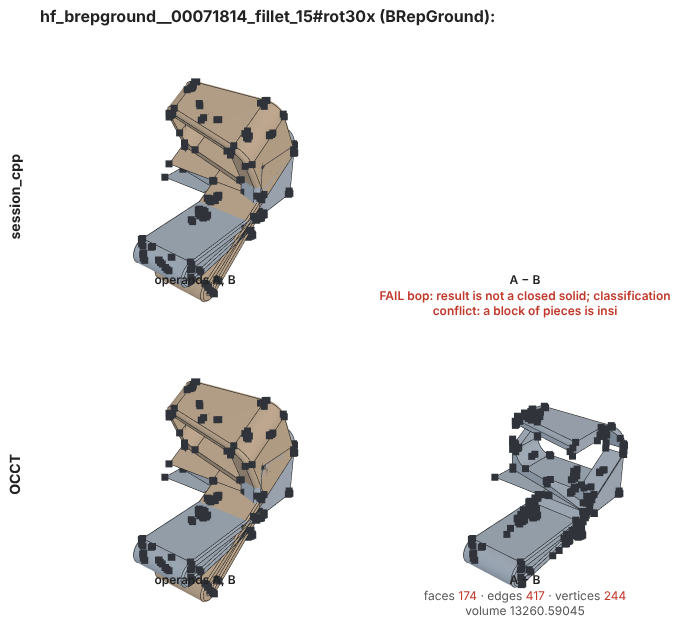 hf_brepground__00071814_fillet_15#rot30x (BRepGround):
session_cpp
operands A, B
A − B
FAIL bop: result is not a closed solid; classification
conflict: a block of pieces is insi
OCCT
operands A, B
A − B
faces 174 · edges 417 · vertices 244
volume 13260.59045